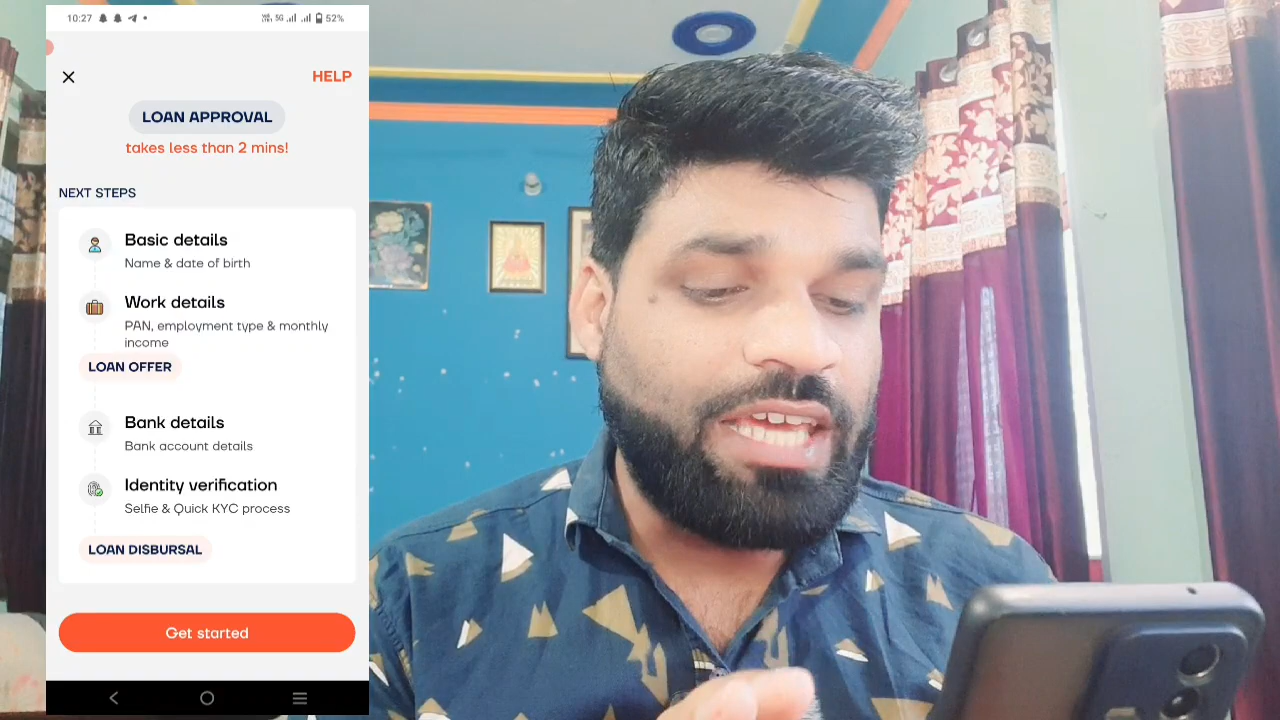 10:27
5G
52%
HELP
LOAN APPROVAL
takes less than 2 mins!
NEXT STEPS
Basic details
Name & date of birth
Work details
PAN, employment type & monthly
income
LOAN OFFER
Bank details
Bank account details
Identity verification
Selfie & Quick KYC process
LOAN DISBURSAL
Get started